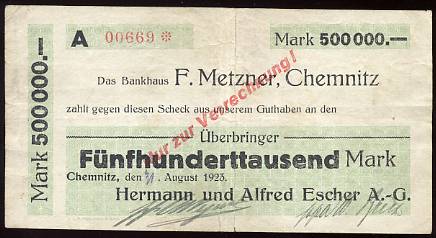 A 00669 * Mark 500000.—
Mark 500000.—
Das Bankhaus F. Metzner, Chemnitz
zahlt gegen diesen Scheck aus unserem Guthaben an den
Nur zur Verrechnung!
Überbringer
Fünfhunderttausend Mark
Chemnitz, den August 1923.
Hermann und Alfred Escher A.-G.